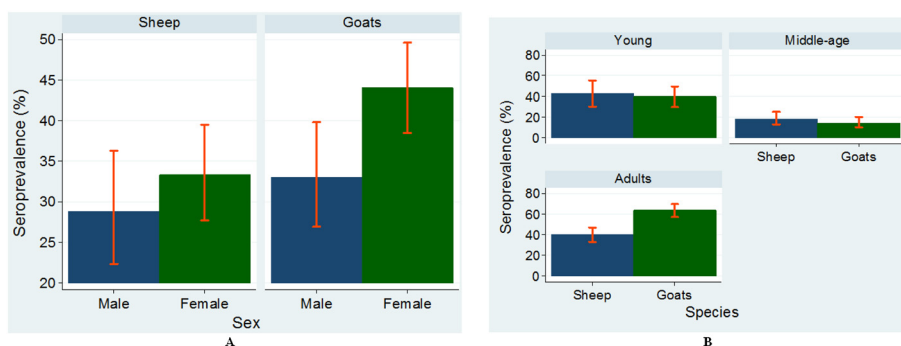 Sheep Goats
Seroprevalence (%)
50
45
40
35
30
25
20
Male Female Male Female
Sex
A
Young Middle-age
Seroprevalence (%)
80
60
40
20
0
Sheep Goats
Adults
80
60
40
20
0
Sheep Goats
Species
B